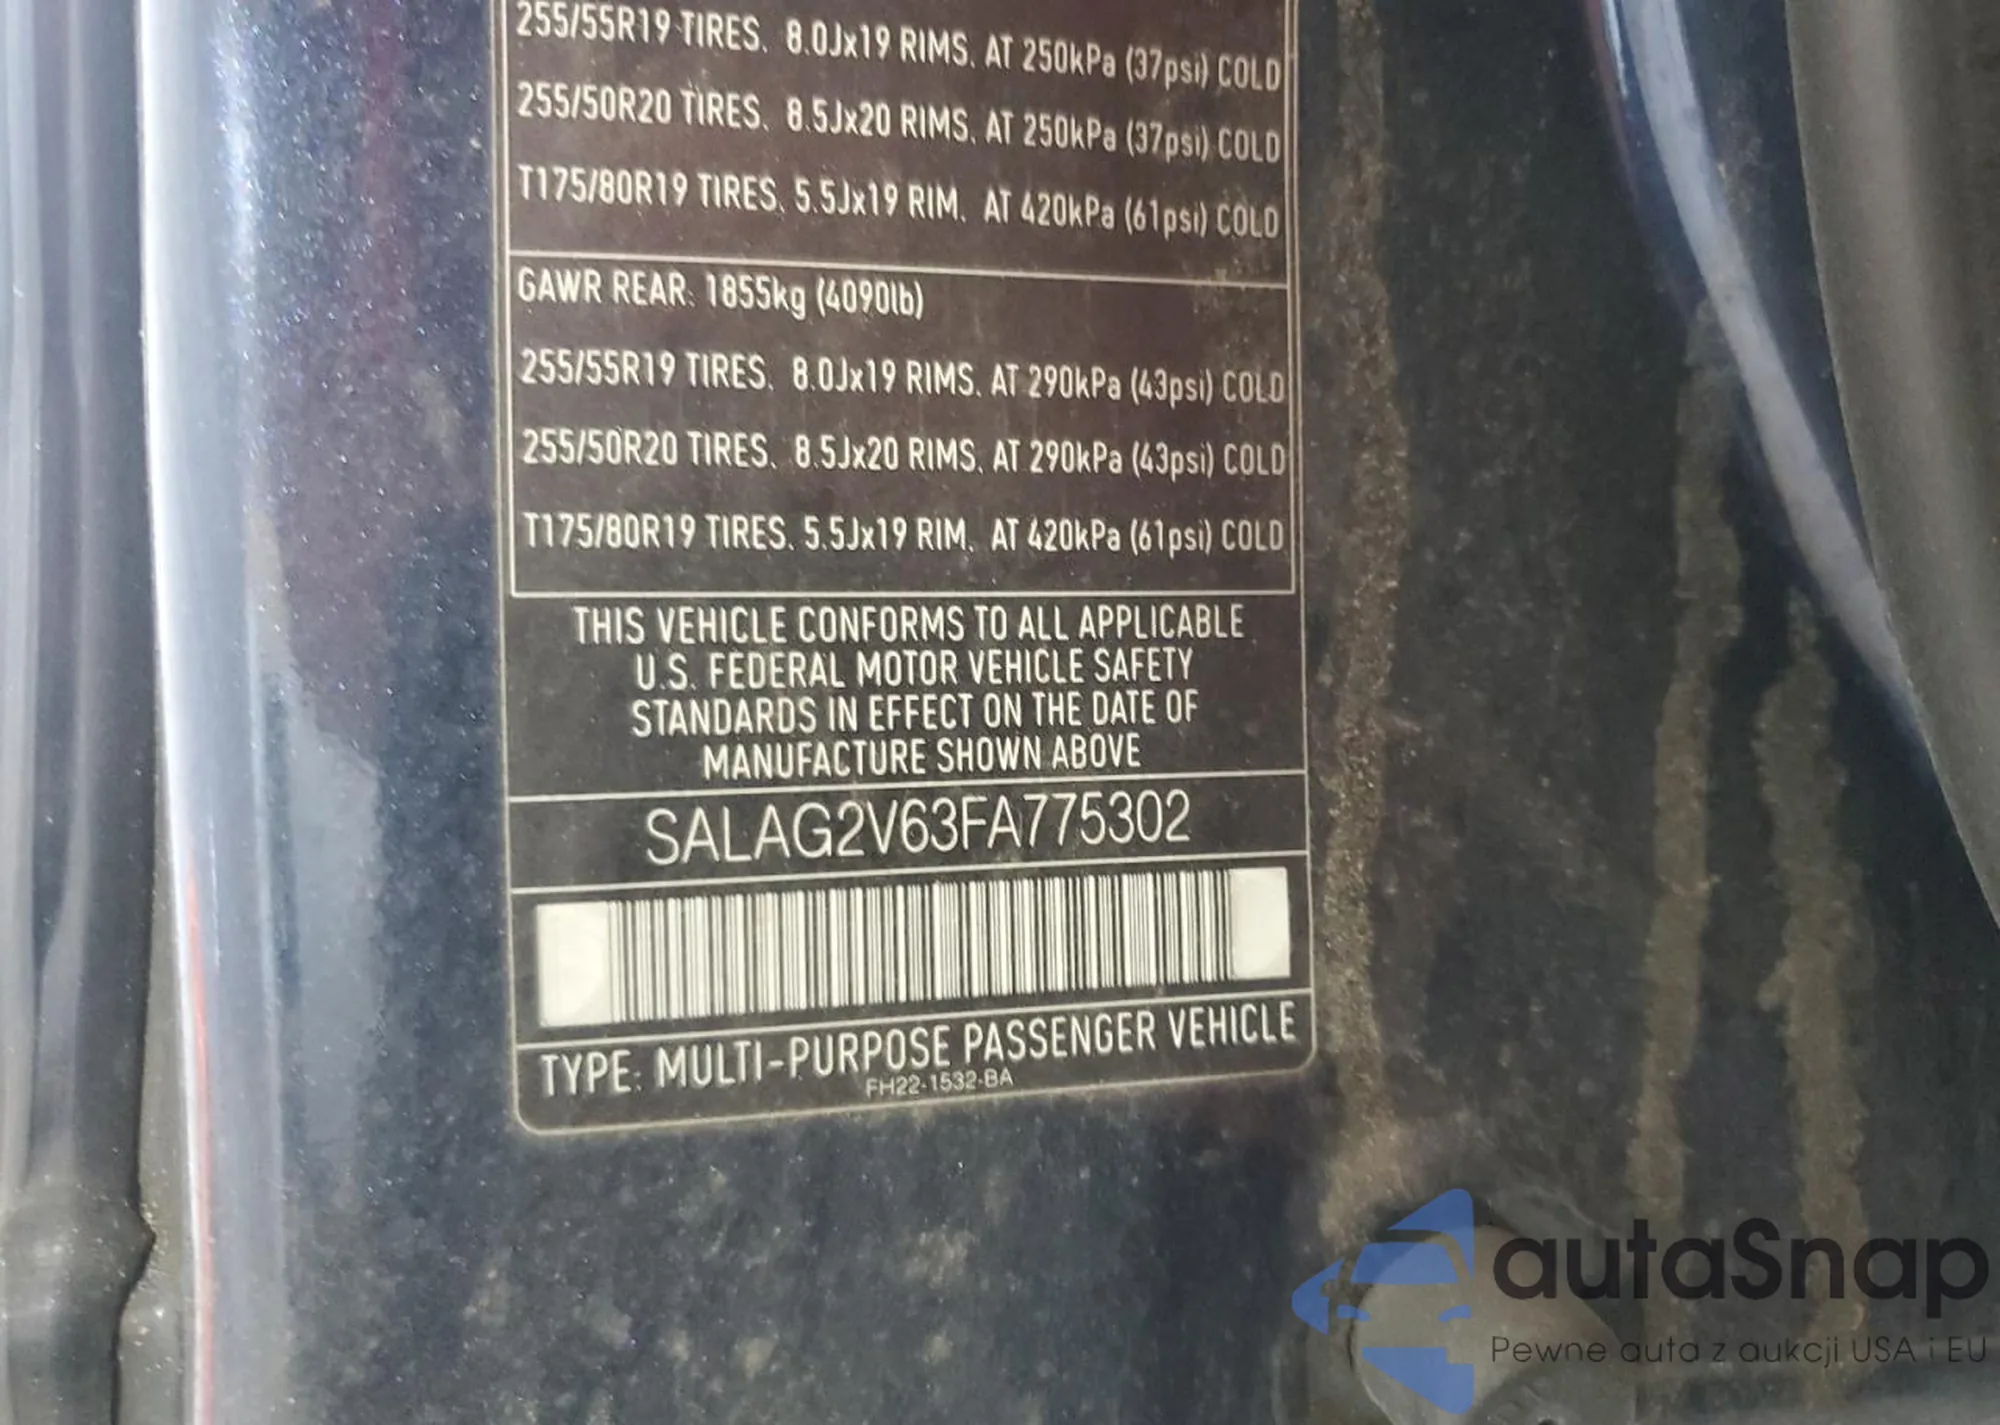 255/55R19 TIRES. 8.0Jx19 RIMS. AT 250kPa (37psi) COLD
255/50R20 TIRES. 8.5Jx20 RIMS. AT 250kPa (37psi) COLD
T175/80R19 TIRES. 5.5Jx19 RIM. AT 420kPa (61psi) COLD
GAWR REAR: 1855kg (4090lb)
255/55R19 TIRES. 8.0Jx19 RIMS. AT 290kPa (43psi) COLD
255/50R20 TIRES. 8.5Jx20 RIMS. AT 290kPa (43psi) COLD
T175/80R19 TIRES. 5.5Jx19 RIM. AT 420kPa (61psi) COLD
THIS VEHICLE CONFORMS TO ALL APPLICABLE
U.S. FEDERAL MOTOR VEHICLE SAFETY
STANDARDS IN EFFECT ON THE DATE OF
MANUFACTURE SHOWN ABOVE
SALAG2V63FA775302
TYPE: MULTI-PURPOSE PASSENGER VEHICLE
FH22-1532-BA
autaSnap
Pewne auta z aukcji USA i EU